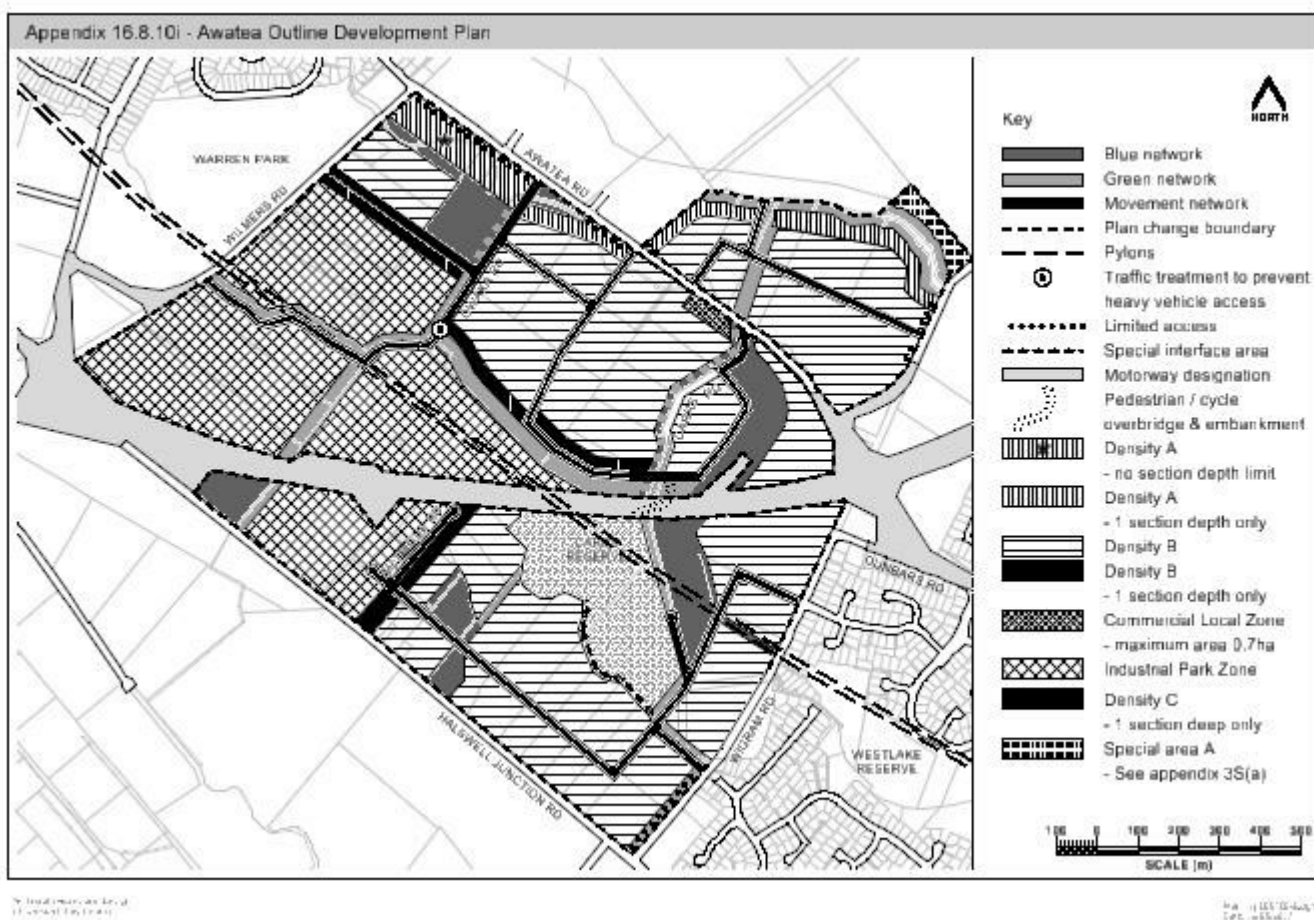 Appendix 16.8.10i - Awatea Outline Development Plan
WARREN PARK
WILMERS RD
AWATEA RD
RESERVE
DUNBARS RD
HALSWELL JUNCTION RD
WIGRAM RD
WESTLAKE
RESERVE
NORTH
Key
Blue network
Green network
Movement network
Plan change boundary
Pylons
Traffic treatment to prevent
heavy vehicle access
Limited access
Special interface area
Motorway designation
Pedestrian / cycle
overbridge & embankment
Density A
- no section depth limit
Density A
- 1 section depth only
Density B
Density B
- 1 section depth only
Commercial Local Zone
- maximum area 0.7ha
Industrial Park Zone
Density C
- 1 section deep only
Special area A
- See appendix 3S(a)
100 0 100 200 300 400 500
SCALE (m)